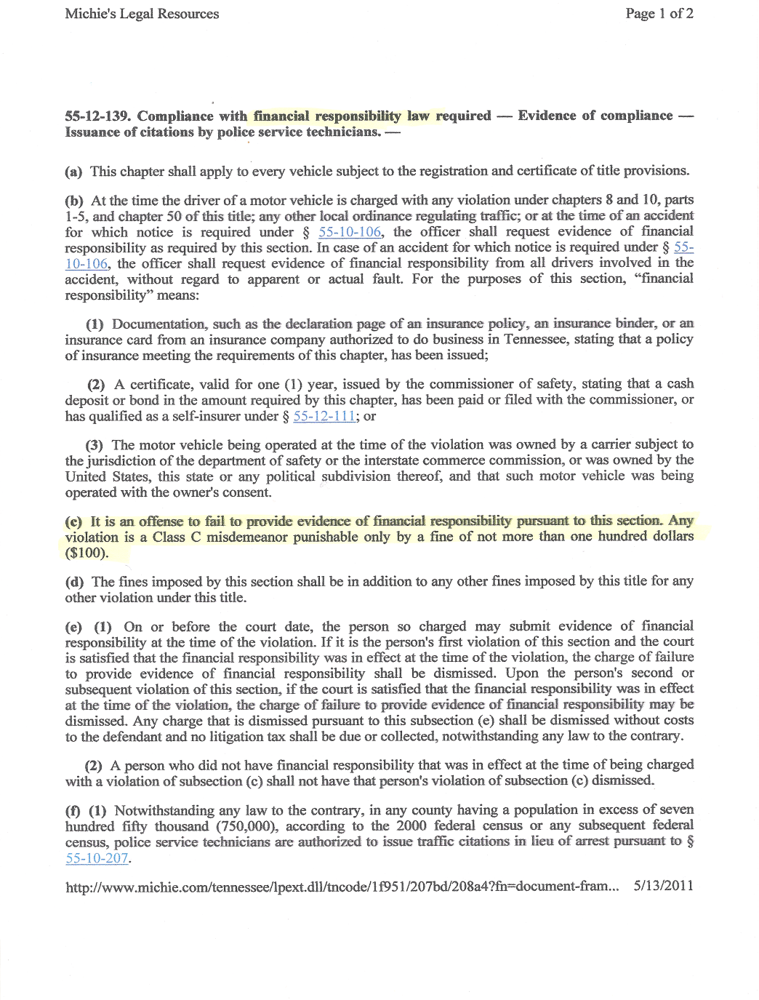 Michie's Legal Resources Page 1 of 2
55-12-139. Compliance with financial responsibility law required — Evidence of compliance —
Issuance of citations by police service technicians. —
(a) This chapter shall apply to every vehicle subject to the registration and certificate of title provisions.
(b) At the time the driver of a motor vehicle is charged with any violation under chapters 8 and 10, parts
1-5, and chapter 50 of this title; any other local ordinance regulating traffic; or at the time of an accident
for which notice is required under § 55-10-106, the officer shall request evidence of financial
responsibility as required by this section. In case of an accident for which notice is required under § 55-
10-106, the officer shall request evidence of financial responsibility from all drivers involved in the
accident, without regard to apparent or actual fault. For the purposes of this section, “financial
responsibility” means:
(1) Documentation, such as the declaration page of an insurance policy, an insurance binder, or an
insurance card from an insurance company authorized to do business in Tennessee, stating that a policy
of insurance meeting the requirements of this chapter, has been issued;
(2) A certificate, valid for one (1) year, issued by the commissioner of safety, stating that a cash
deposit or bond in the amount required by this chapter, has been paid or filed with the commissioner, or
has qualified as a self-insurer under § 55-12-111; or
(3) The motor vehicle being operated at the time of the violation was owned by a carrier subject to
the jurisdiction of the department of safety or the interstate commerce commission, or was owned by the
United States, this state or any political subdivision thereof, and that such motor vehicle was being
operated with the owner's consent.
(c) It is an offense to fail to provide evidence of financial responsibility pursuant to this section. Any
violation is a Class C misdemeanor punishable only by a fine of not more than one hundred dollars
($100).
(d) The fines imposed by this section shall be in addition to any other fines imposed by this title for any
other violation under this title.
(e) (1) On or before the court date, the person so charged may submit evidence of financial
responsibility at the time of the violation. If it is the person's first violation of this section and the court
is satisfied that the financial responsibility was in effect at the time of the violation, the charge of failure
to provide evidence of financial responsibility shall be dismissed. Upon the person's second or
subsequent violation of this section, if the court is satisfied that the financial responsibility was in effect
at the time of the violation, the charge of failure to provide evidence of financial responsibility may be
dismissed. Any charge that is dismissed pursuant to this subsection (e) shall be dismissed without costs
to the defendant and no litigation tax shall be due or collected, notwithstanding any law to the contrary.
(2) A person who did not have financial responsibility that was in effect at the time of being charged
with a violation of subsection (c) shall not have that person's violation of subsection (c) dismissed.
(f) (1) Notwithstanding any law to the contrary, in any county having a population in excess of seven
hundred fifty thousand (750,000), according to the 2000 federal census or any subsequent federal
census, police service technicians are authorized to issue traffic citations in lieu of arrest pursuant to §
55-10-207.
http://www.michie.com/tennessee/lpext.dll/tncode/1f951/207bd/208a4?fn=document-fram... 5/13/2011